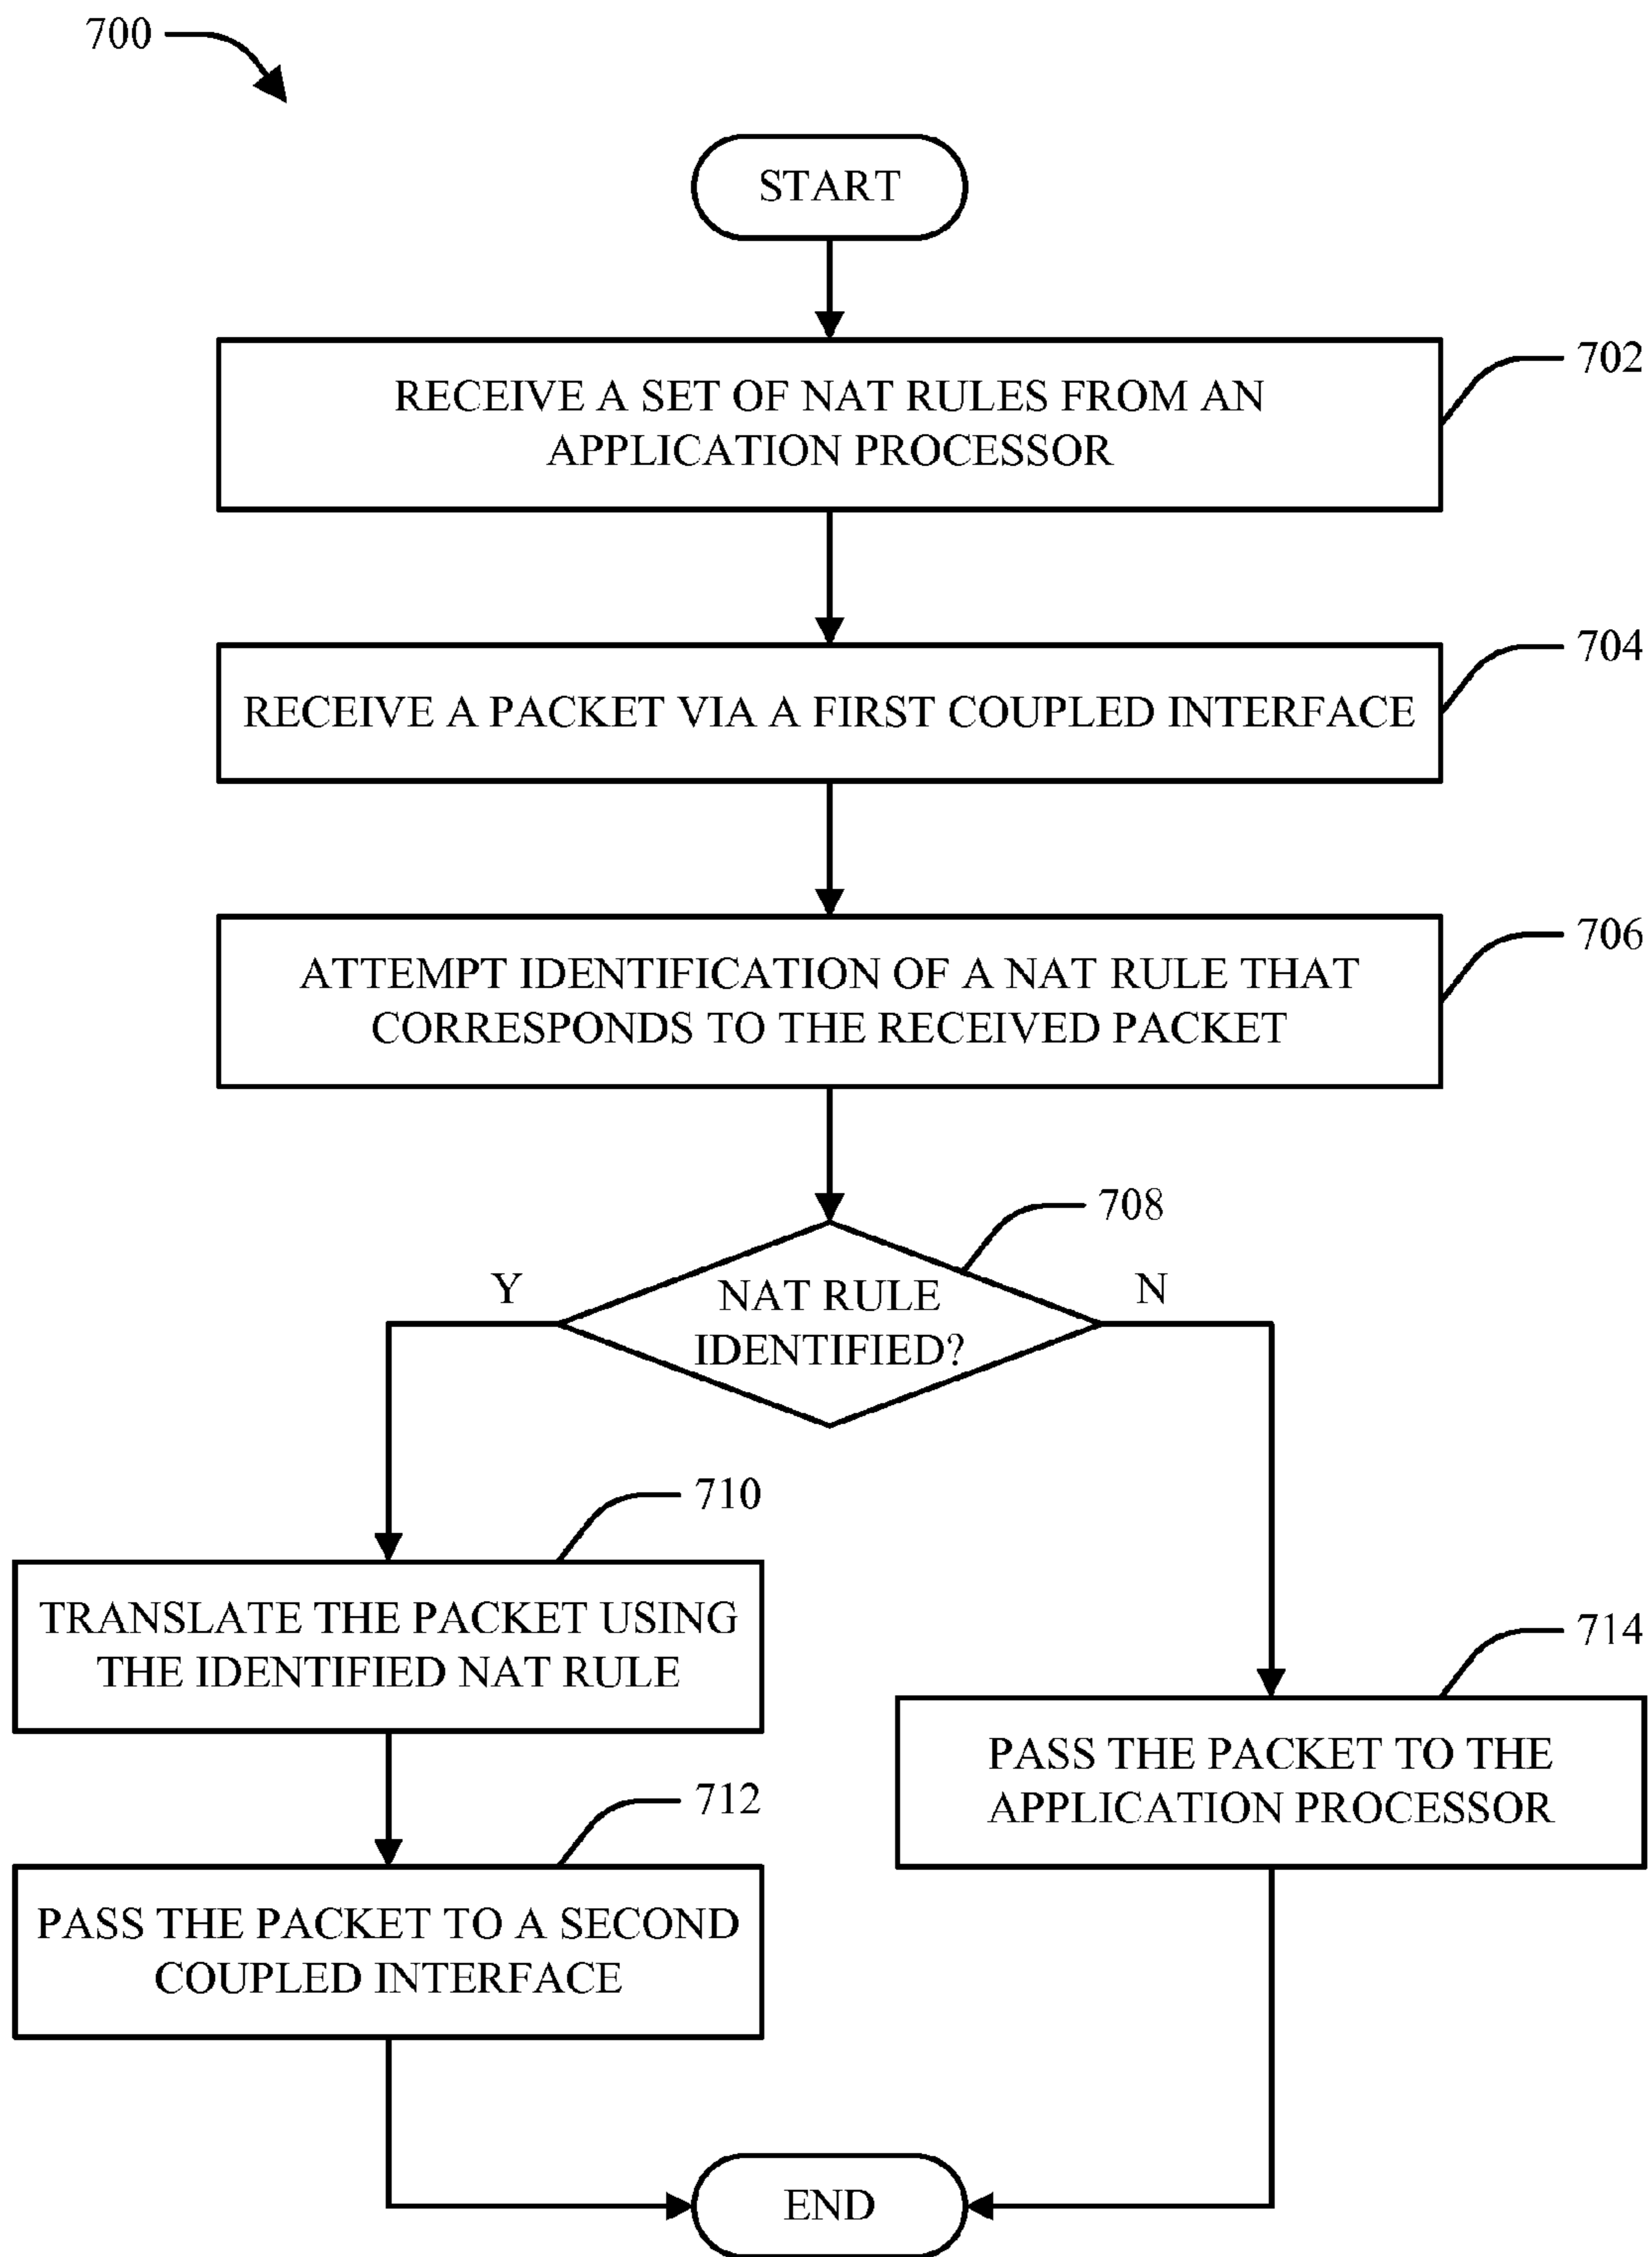 700
START
702
RECEIVE A SET OF NAT RULES FROM AN
APPLICATION PROCESSOR
704
RECEIVE A PACKET VIA A FIRST COUPLED INTERFACE
706
ATTEMPT IDENTIFICATION OF A NAT RULE THAT
CORRESPONDS TO THE RECEIVED PACKET
708
Y
N
NAT RULE
IDENTIFIED?
710
TRANSLATE THE PACKET USING
THE IDENTIFIED NAT RULE
712
PASS THE PACKET TO A SECOND
COUPLED INTERFACE
714
PASS THE PACKET TO THE
APPLICATION PROCESSOR
END